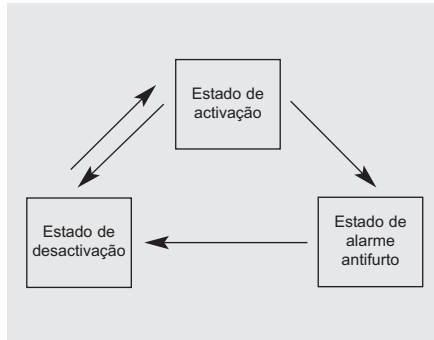 Estado de
activação
Estado de
desactivação
Estado de
alarme
antifurto